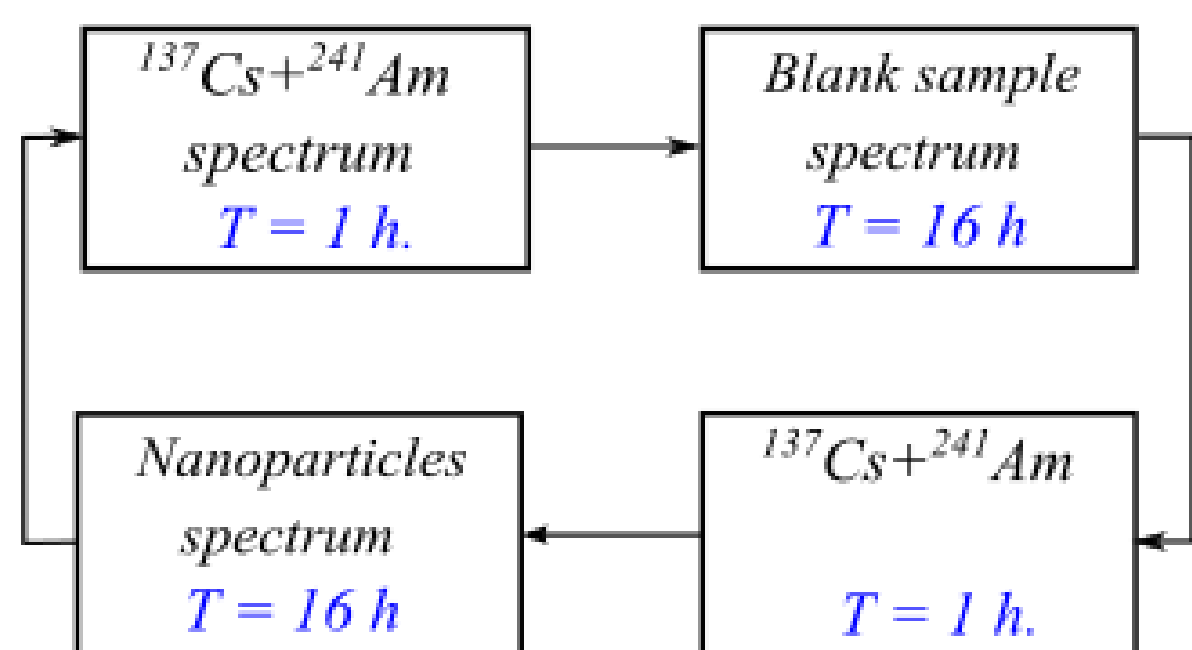 ¹³⁷Cs+²⁴¹Am
spectrum
T = 1 h.
Blank sample
spectrum
T = 16 h
Nanoparticles
spectrum
T = 16 h
¹³⁷Cs+²⁴¹Am
T = 1 h.